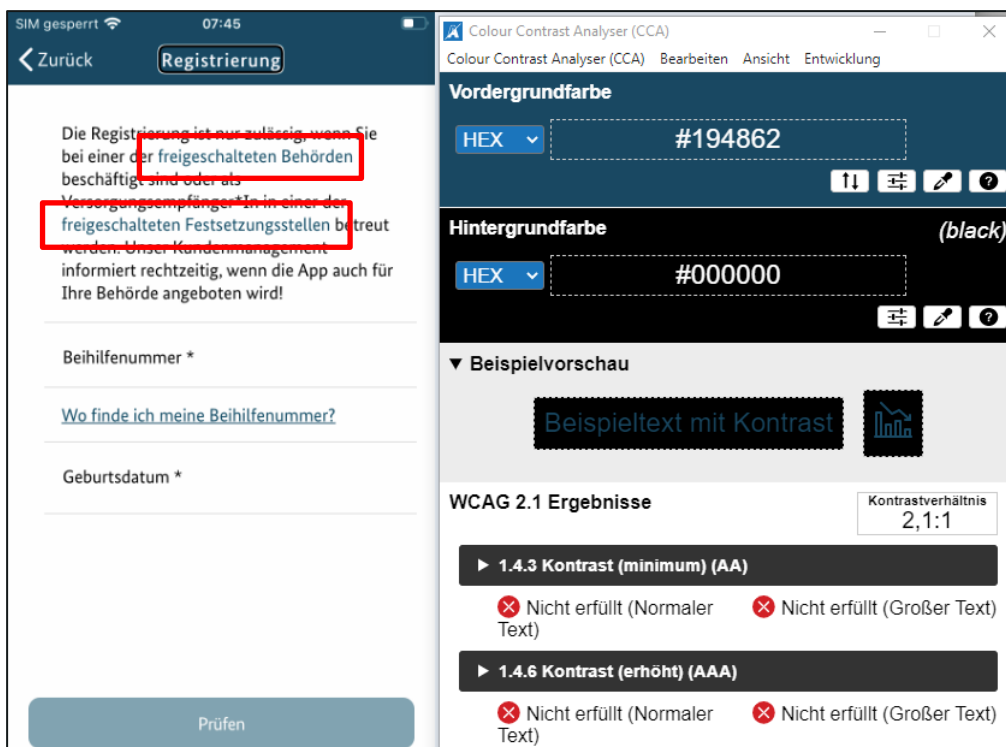 SIM gesperrt 07:45
Zurück Registrierung
Die Registrierung ist nur zulässig, wenn Sie
bei einer der freigeschalteten Behörden
beschäftigt sind oder als
Versorgungsempfänger*In in einer der
freigeschalteten Festsetzungsstellen betreut
werden. Unser Kundenmanagement
informiert rechtzeitig, wenn die App auch für
Ihre Behörde angeboten wird!
Beihilfenummer *
Wo finde ich meine Beihilfenummer?
Geburtsdatum *
Prüfen
Colour Contrast Analyser (CCA)
Colour Contrast Analyser (CCA) Bearbeiten Ansicht Entwicklung
Vordergrundfarbe
HEX #194862
Hintergrundfarbe (black)
HEX #000000
Beispielvorschau
Beispieltext mit Kontrast
WCAG 2.1 Ergebnisse
Kontrastverhältnis
2,1:1
1.4.3 Kontrast (minimum) (AA)
Nicht erfüllt (Normaler Text)
Nicht erfüllt (Großer Text)
1.4.6 Kontrast (erhöht) (AAA)
Nicht erfüllt (Normaler Text)
Nicht erfüllt (Großer Text)